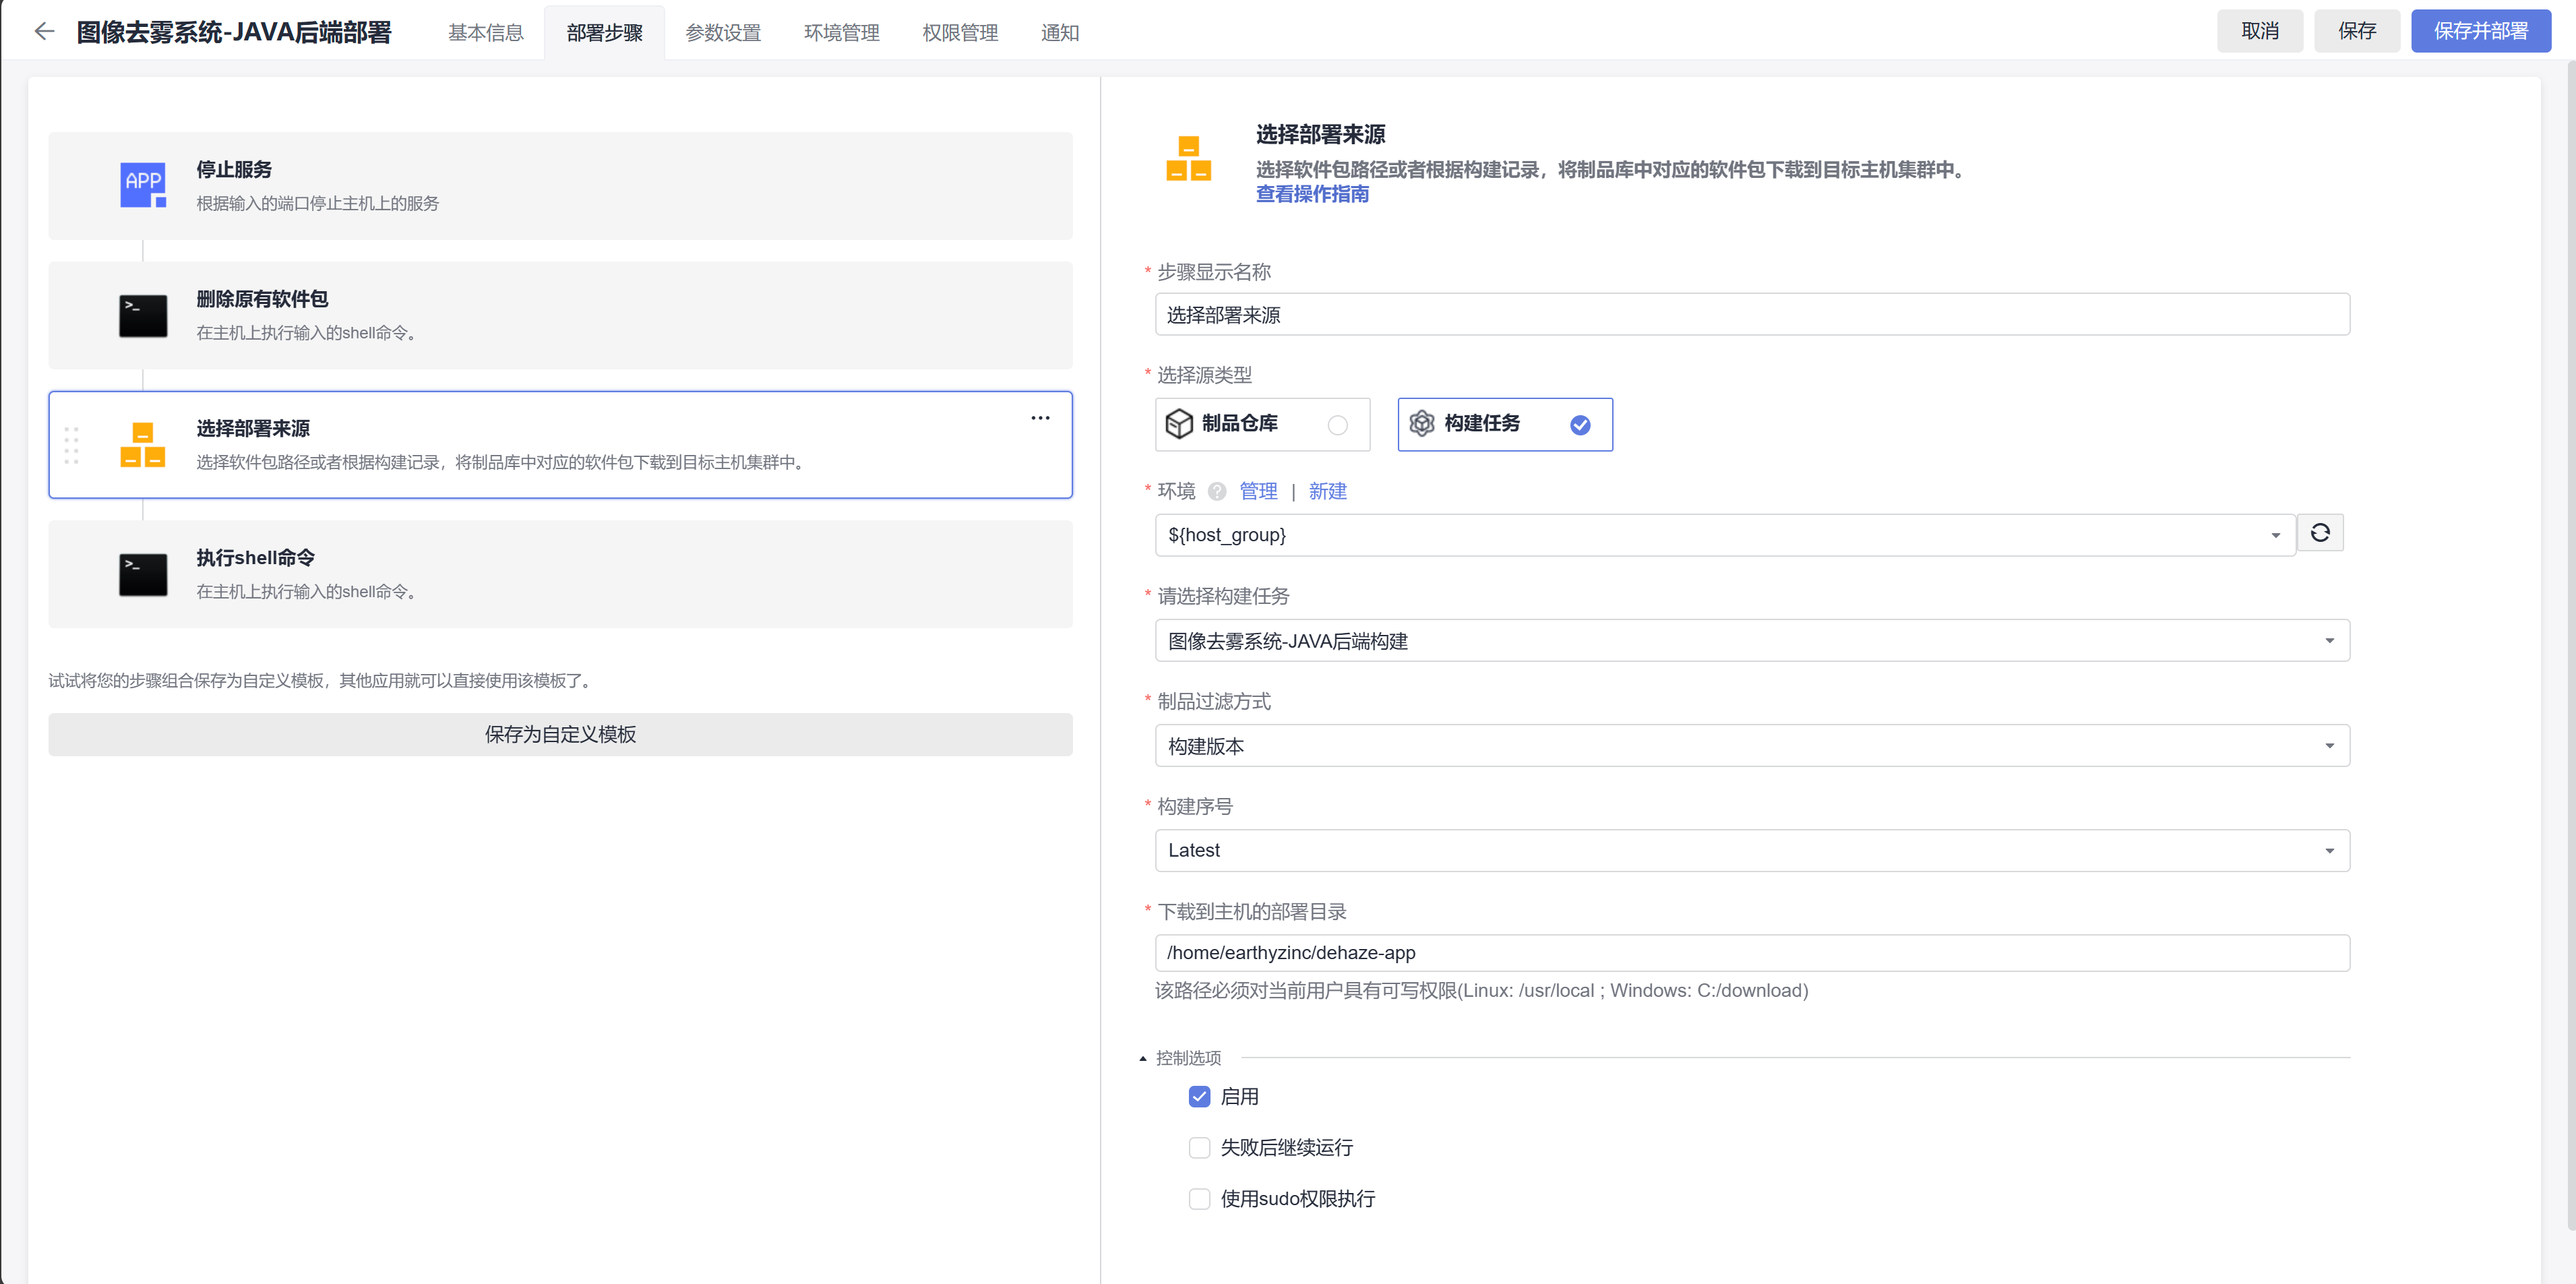 图像去雾系统-JAVA后端部署
基本信息
部署步骤
参数设置
环境管理
权限管理
通知
取消
保存
保存并部署
APP
停止服务
根据输入的端口停止主机上的服务
>_
删除原有软件包
在主机上执行输入的shell命令。
选择部署来源
选择软件包路径或者根据构建记录，将制品库中对应的软件包下载到目标主机集群中。
>_
执行shell命令
在主机上执行输入的shell命令。
试试将您的步骤组合保存为自定义模板，其他应用就可以直接使用该模板了。
保存为自定义模板
选择部署来源
选择软件包路径或者根据构建记录，将制品库中对应的软件包下载到目标主机集群中。
查看操作指南
* 步骤显示名称
选择部署来源
* 选择源类型
制品仓库
构建任务
* 环境 ? 管理 | 新建
${host_group}
* 请选择构建任务
图像去雾系统-JAVA后端构建
* 制品过滤方式
构建版本
* 构建序号
Latest
* 下载到主机的部署目录
/home/earthyzinc/dehaze-app
该路径必须对当前用户具有可写权限(Linux: /usr/local ; Windows: C:/download)
控制选项
启用
失败后继续运行
使用sudo权限执行